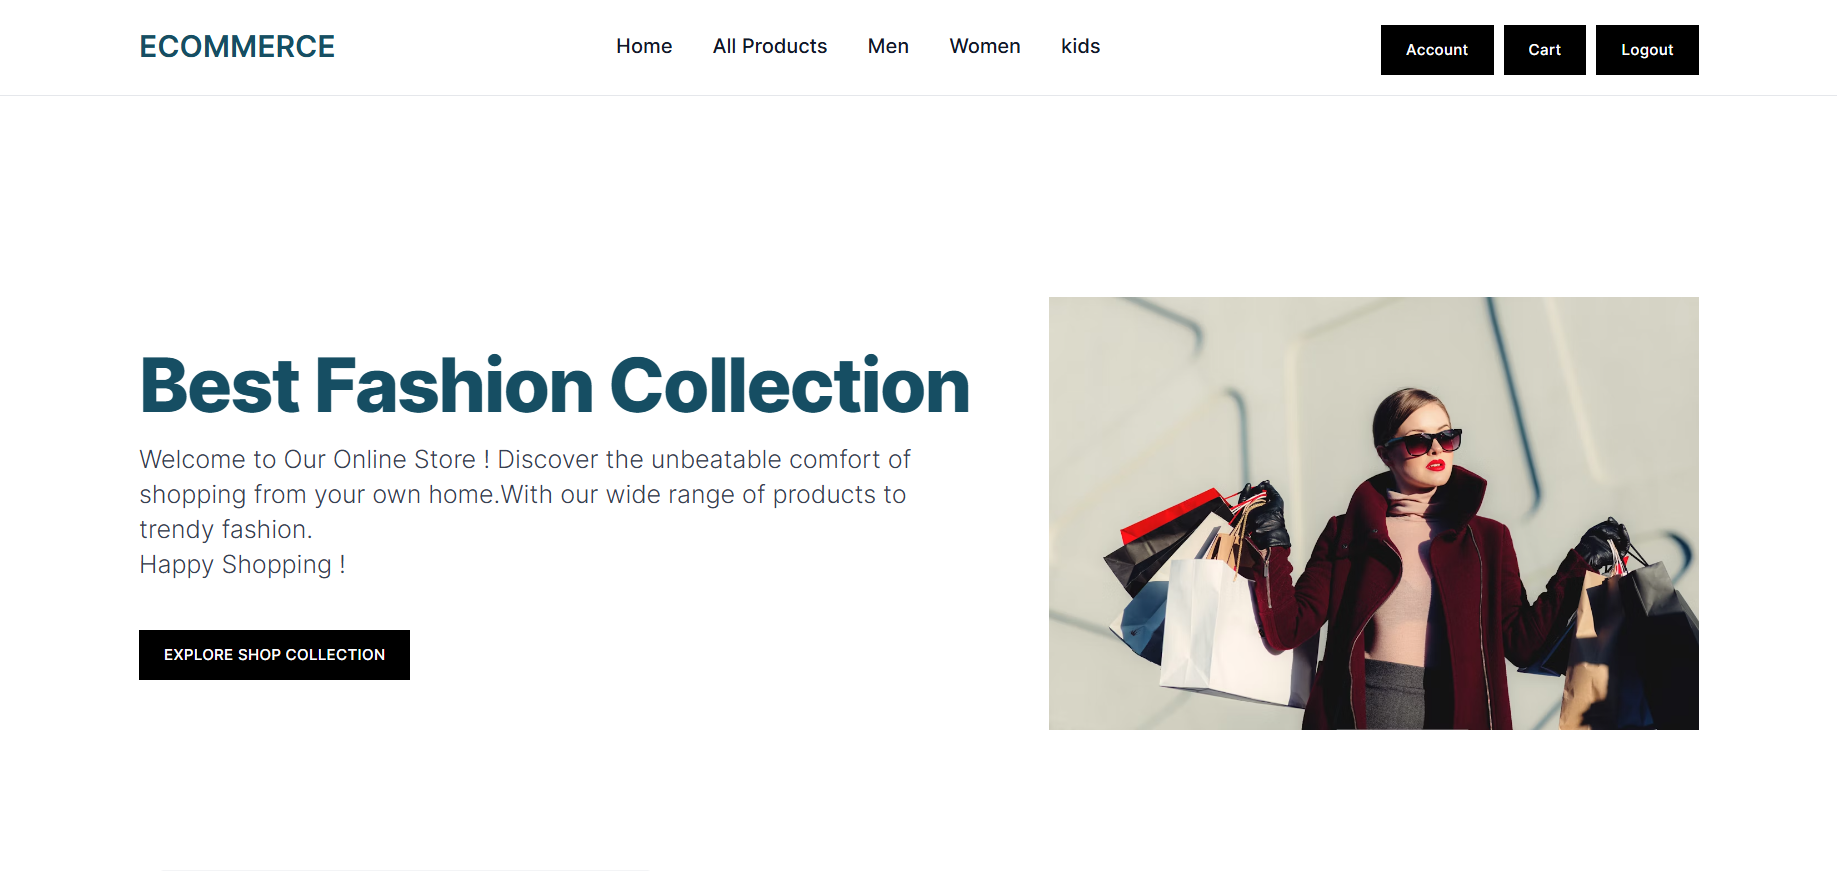 ECOMMERCE
Home
All Products
Men
Women
kids
Account
Cart
Logout
Best Fashion Collection
Welcome to Our Online Store ! Discover the unbeatable comfort of
shopping from your own home.With our wide range of products to
trendy fashion.
Happy Shopping !
EXPLORE SHOP COLLECTION